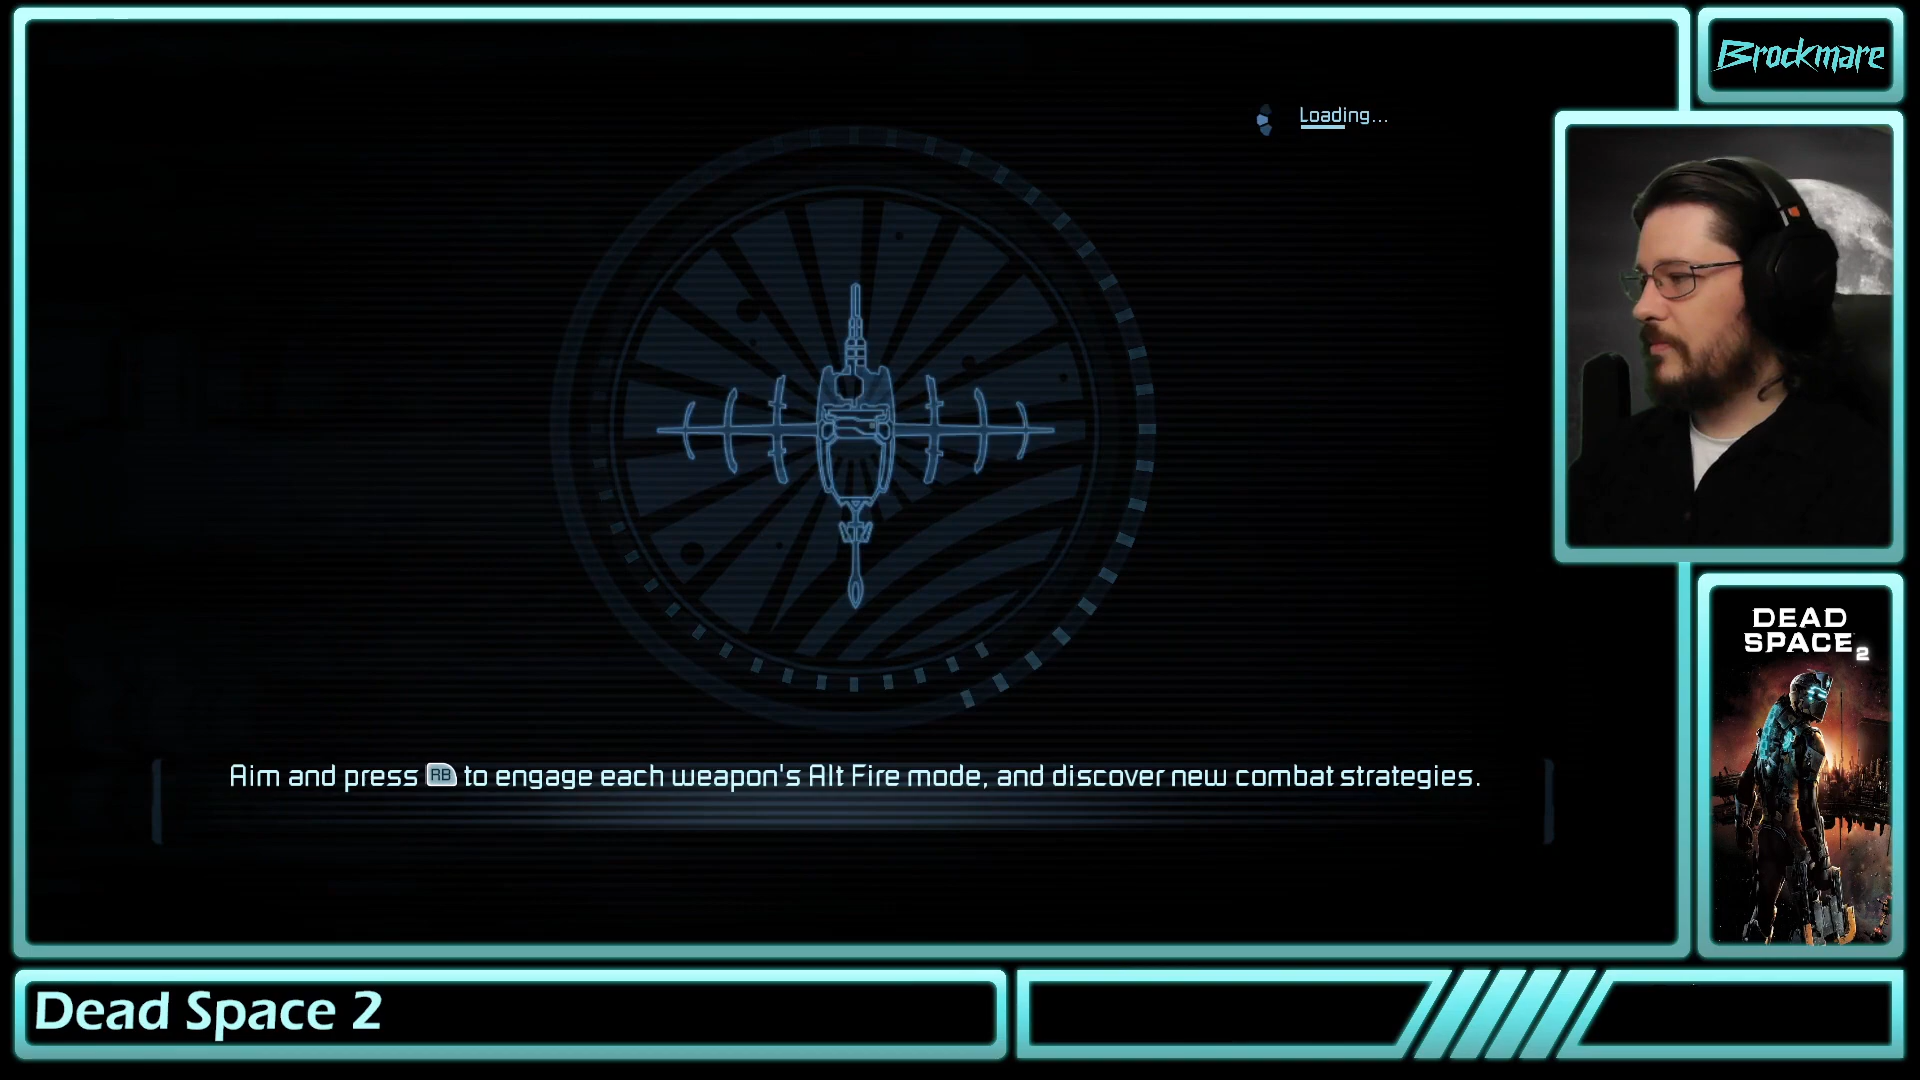 Brockmare
Loading...
Aim and press RB to engage each weapon's Alt Fire mode, and discover new combat strategies.
DEAD
SPACE 2
Dead Space 2